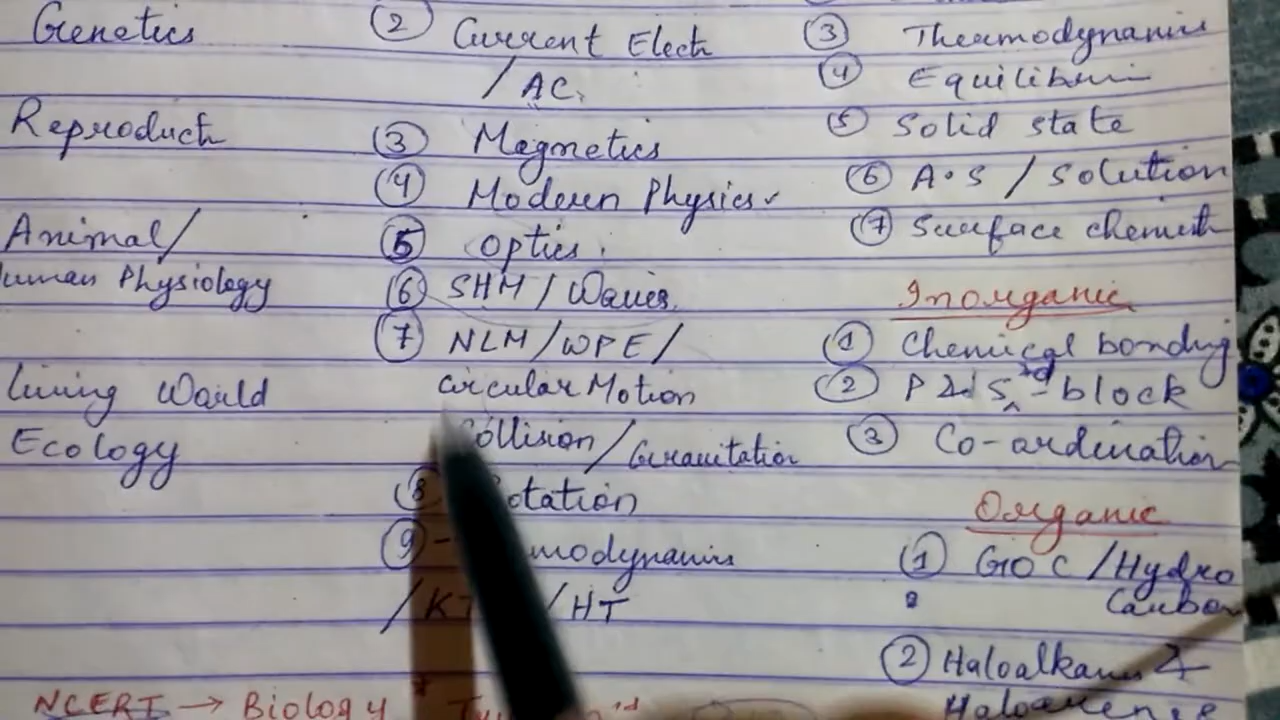 Genetics
Reproduct
Animal/
Human Physiology
Living World
Ecology
② Current Elect
/ AC.
③ Magnetics
④ Modern Physics
⑤ Optics
⑥ SHM / Waves
⑦ NLM / WPE /
Circular Motion
Collision / Gravitation
⑧ Rotation
⑨ -
/ HT
③ Thermodynamics
④
⑤ Solid state
⑥ A.S / Solution
⑦ Surface chemist
Inorganic
① Chemical bonding
② P & S, d - block
③ Co-ordination
Organic
① GOC / Hydro
Carbon
② Haloalkanes &
NCERT → Biology